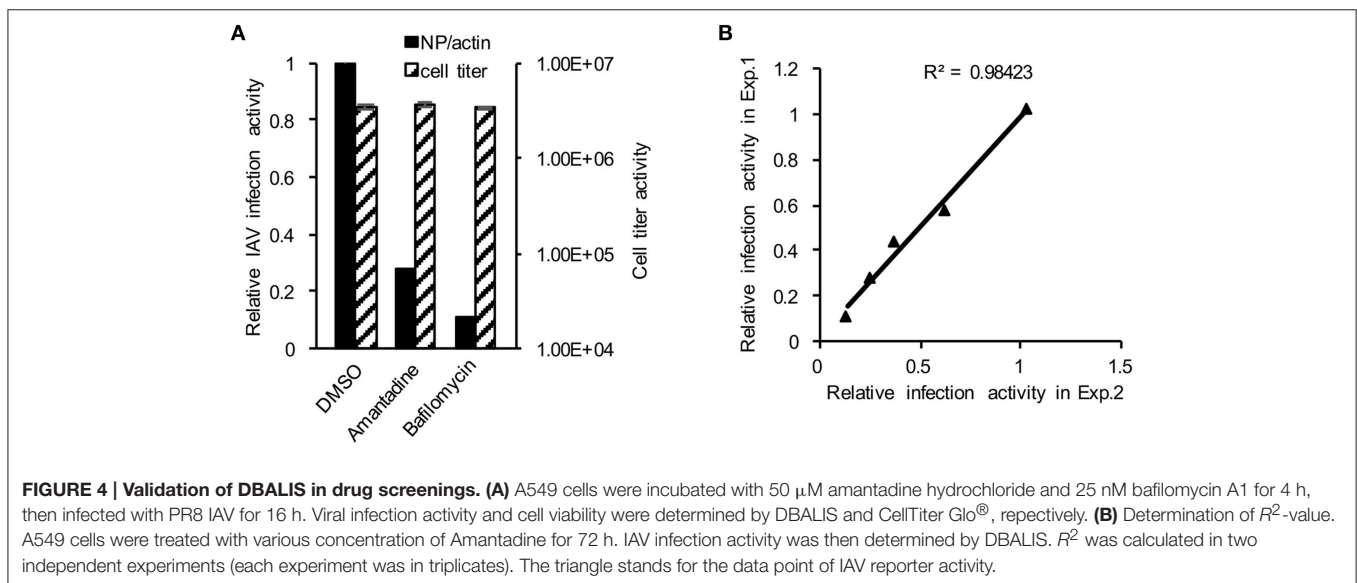 A
NP/actin
cell titer
Relative IAV infection activity
1
0.8
0.6
0.4
0.2
0
1.00E+07
1.00E+06
1.00E+05
1.00E+04
Cell titer activity
DMSO
Amantadine
Bafilomycin
B
R² = 0.98423
Relative infection activity in Exp.1
1.2
1
0.8
0.6
0.4
0.2
0
0
0.5
1
1.5
Relative infection activity in Exp.2
FIGURE 4 | Validation of DBALIS in drug screenings. (A) A549 cells were incubated with 50 μM amantadine hydrochloride and 25 nM bafilomycin A1 for 4 h,
then infected with PR8 IAV for 16 h. Viral infection activity and cell viability were determined by DBALIS and CellTiter Glo®, repectively. (B) Determination of R²-value.
A549 cells were treated with various concentration of Amantadine for 72 h. IAV infection activity was then determined by DBALIS. R² was calculated in two
independent experiments (each experiment was in triplicates). The triangle stands for the data point of IAV reporter activity.